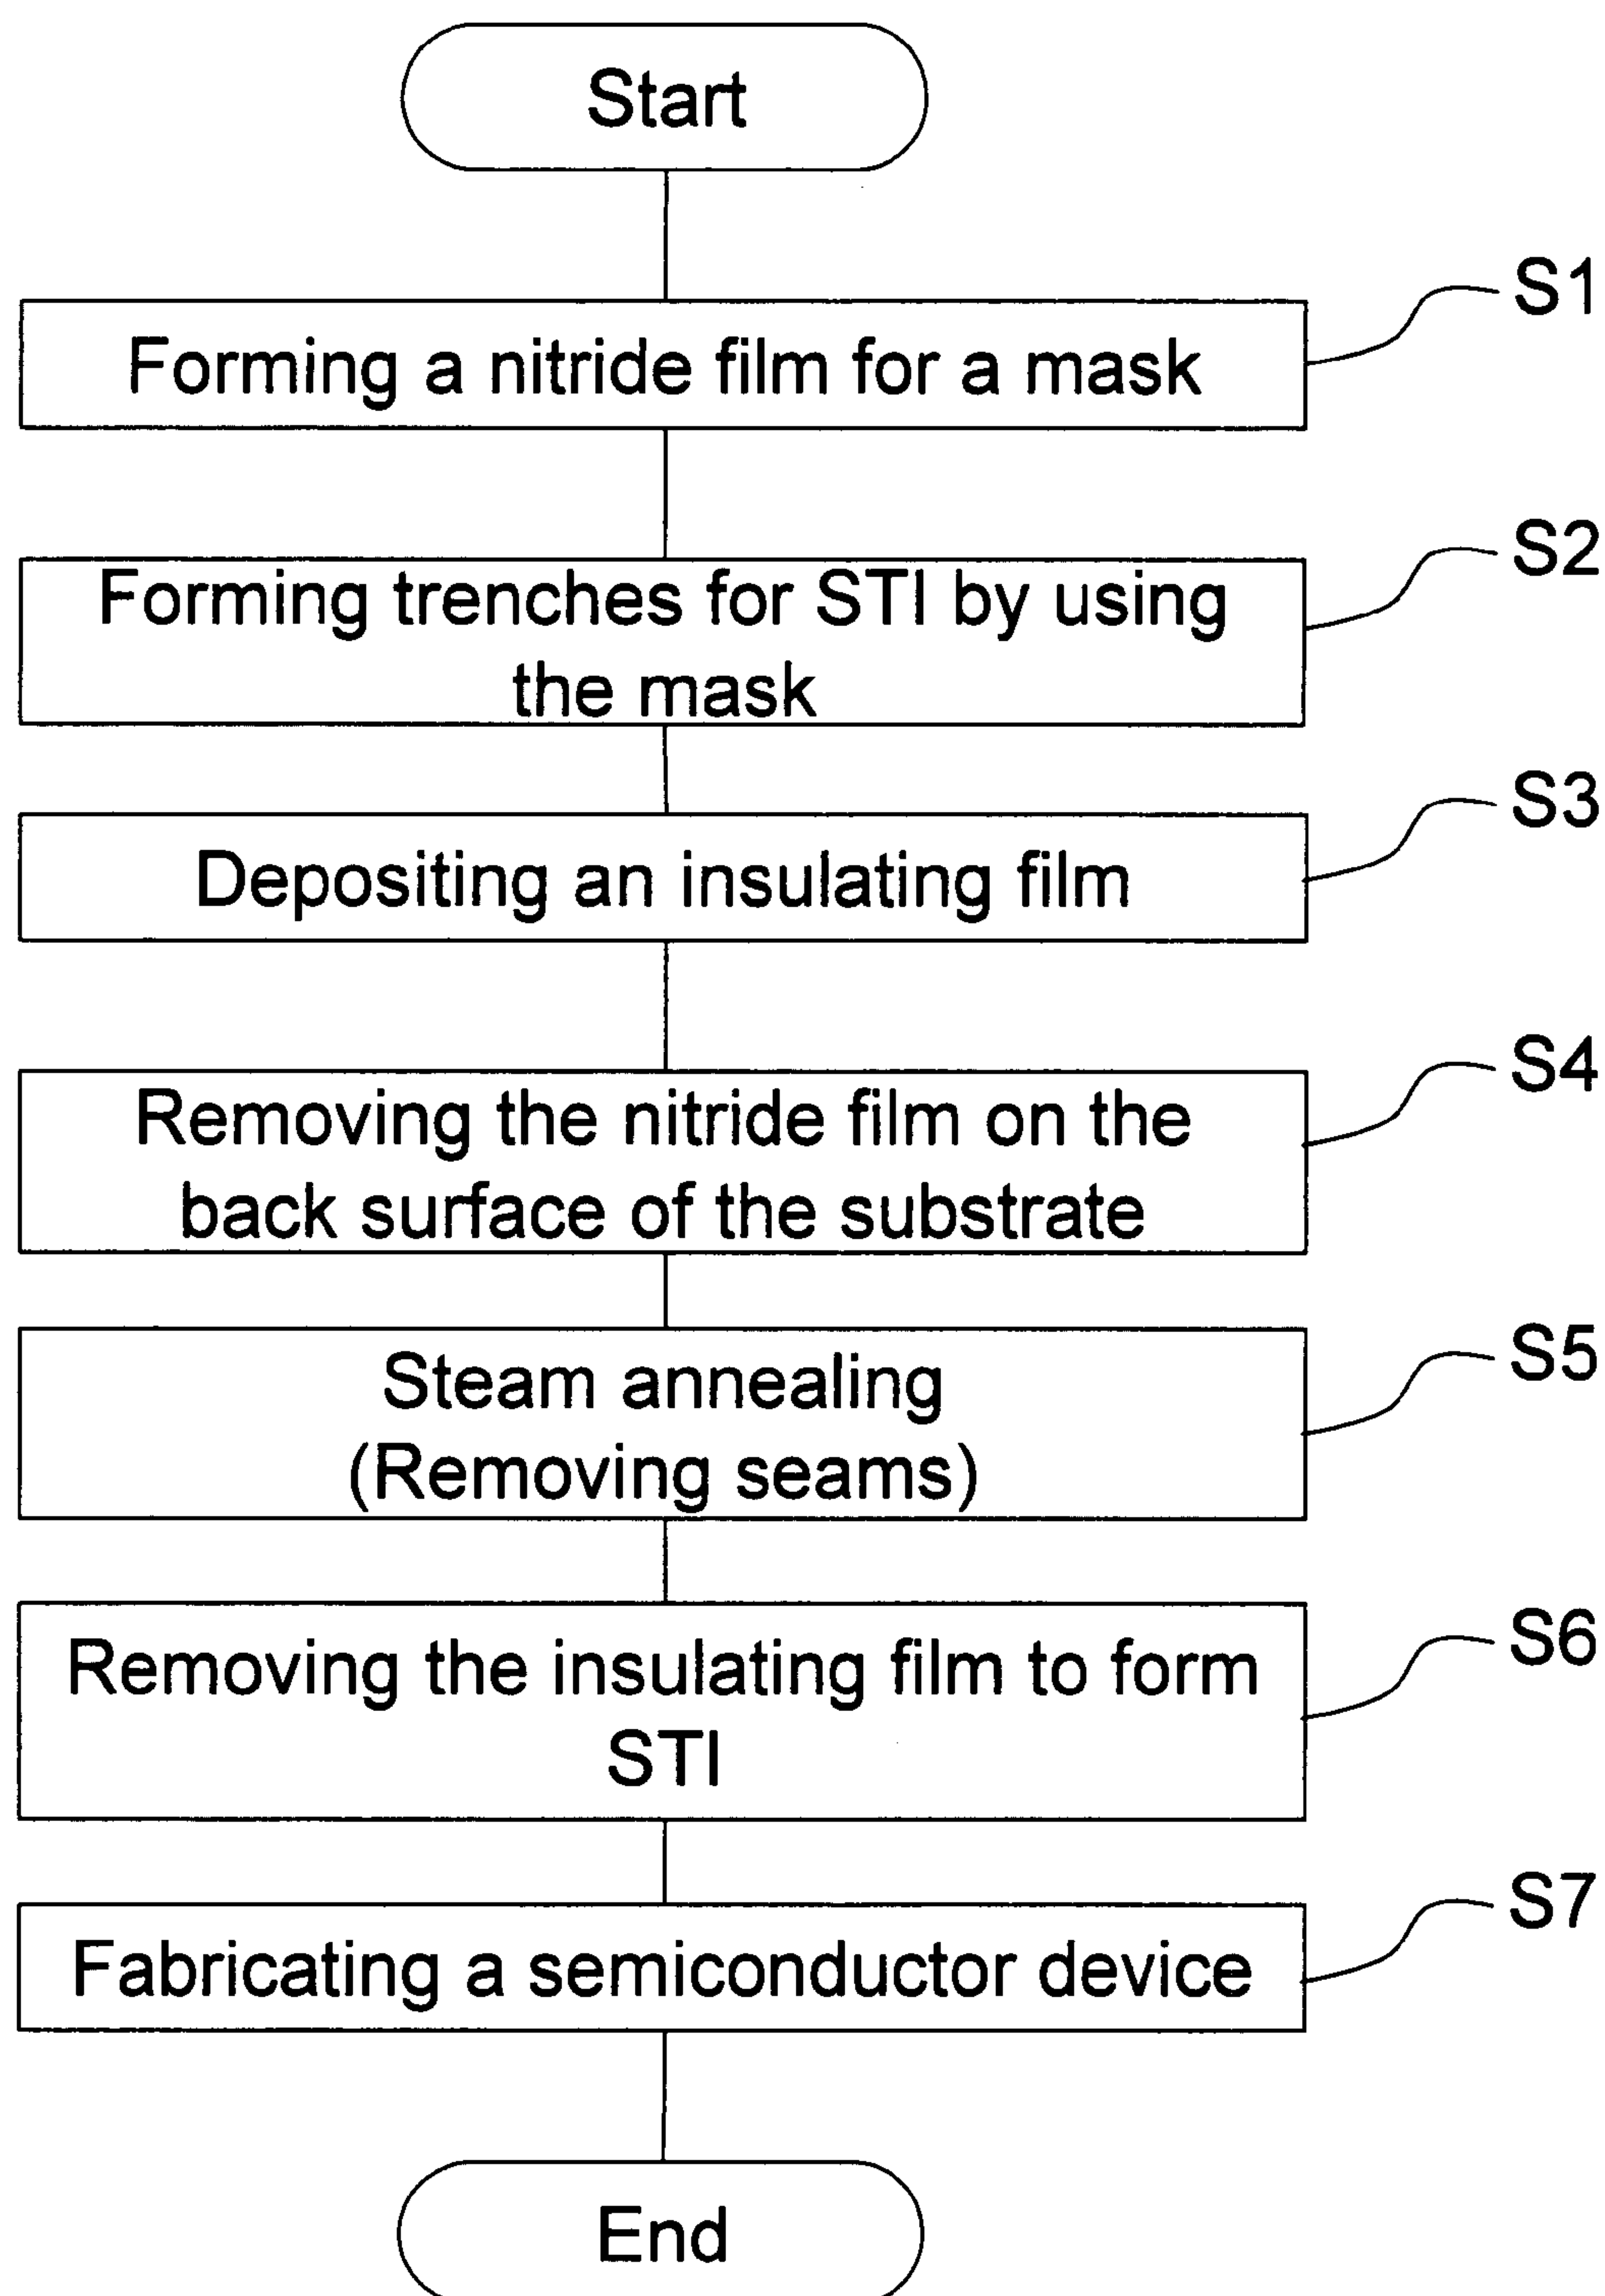 Start
S1
Forming a nitride film for a mask
S2
Forming trenches for STI by using
the mask
S3
Depositing an insulating film
S4
Removing the nitride film on the
back surface of the substrate
S5
Steam annealing
(Removing seams)
S6
Removing the insulating film to form
STI
S7
Fabricating a semiconductor device
End